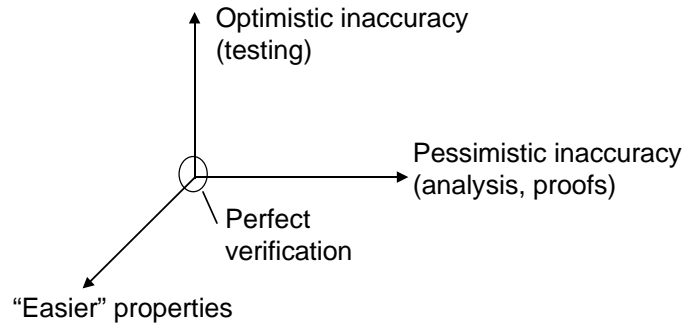 Optimistic inaccuracy
(testing)
Pessimistic inaccuracy
(analysis, proofs)
Perfect
verification
“Easier” properties